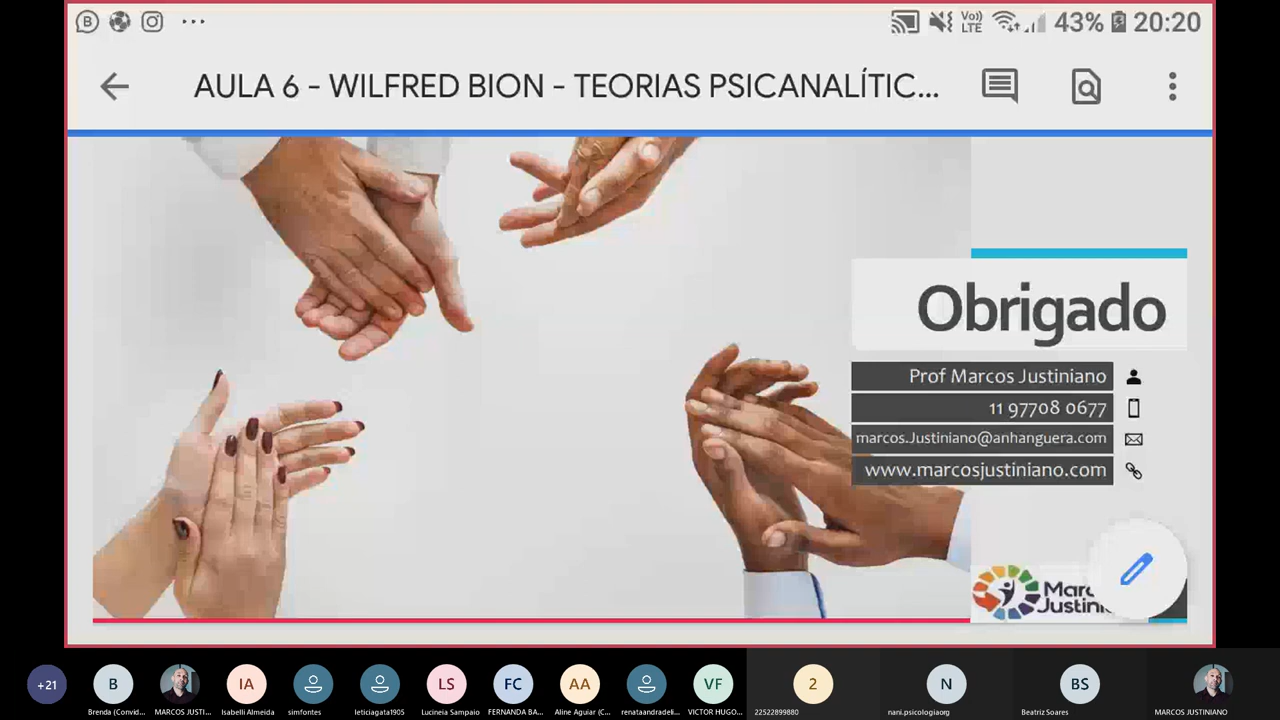 43% 20:20
AULA 6 - WILFRED BION - TEORIAS PSICANALÍTIC...
Obrigado
Prof Marcos Justiniano
11 97708 0677
marcos.Justiniano@anhanguera.com
www.marcosjustiniano.com
+21
B
IA
LS
FC
AA
VF
2
N
BS
Brenda (Convid...
MARCOS JUSTI...
Isabelli Almeida
simfontes
leticiagata1905
Lucineia Sampaio
FERNANDA BA...
Aline Aguiar (C...
renataandradeli...
VICTOR HUGO...
22522899880
nani.psicologiaorg
Beatriz Soares
MARCOS JUSTINIANO